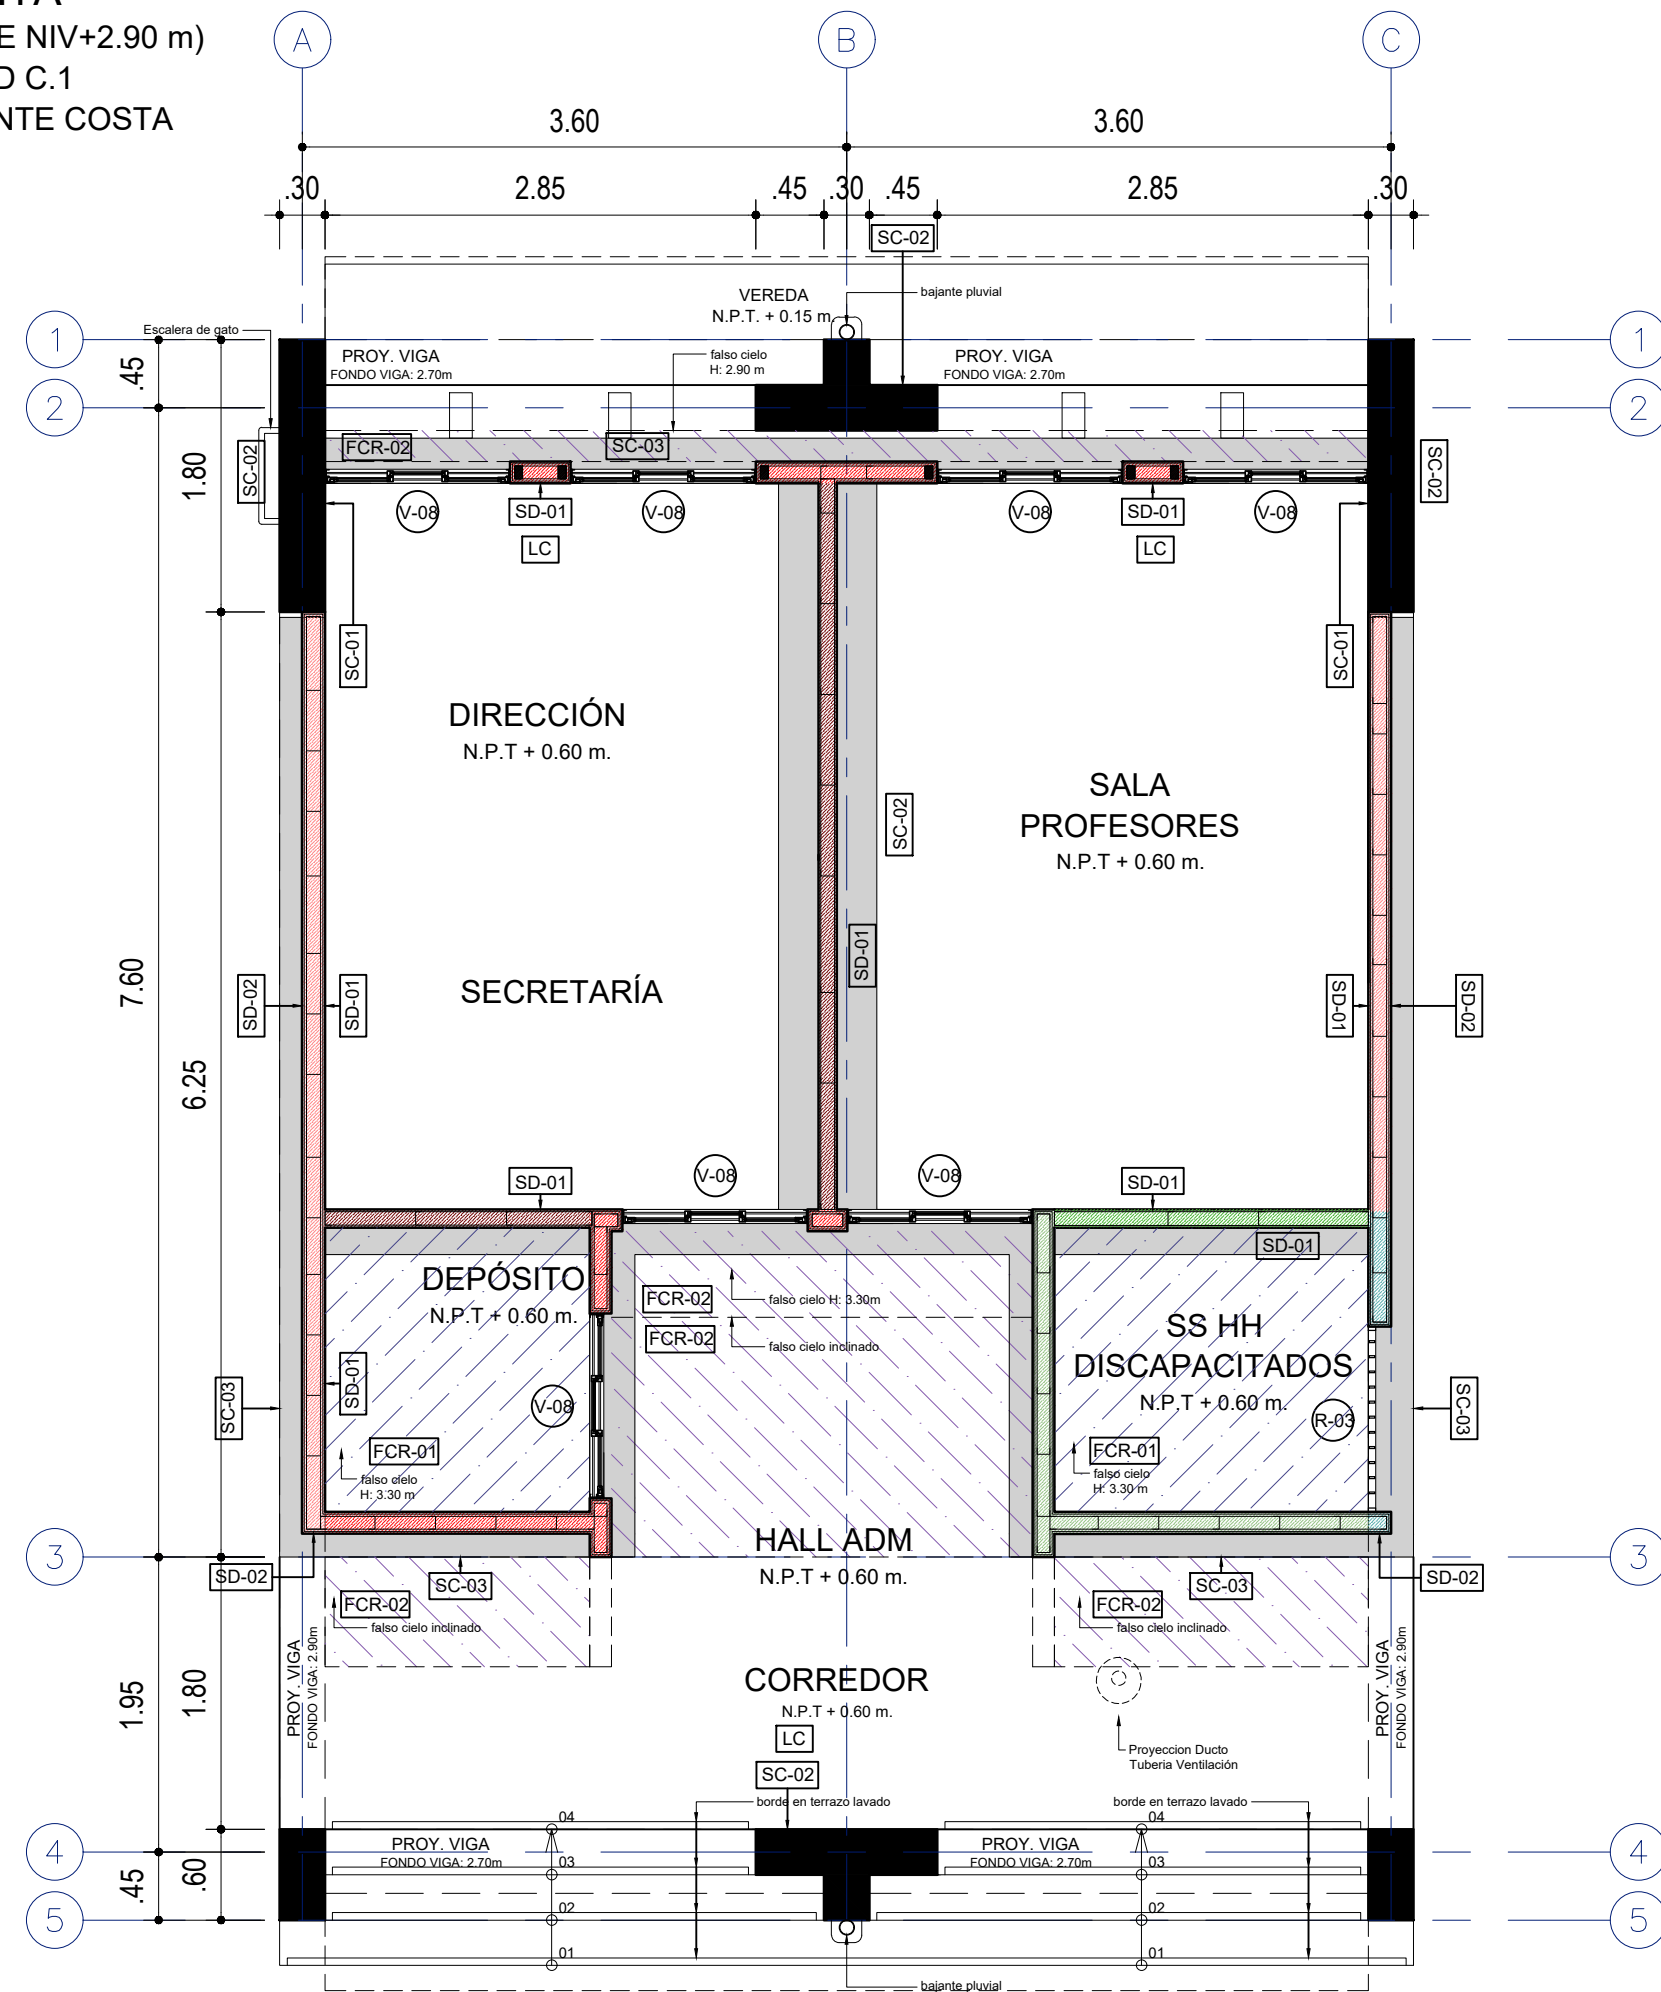 E NIV+2.90 m)
D C.1
NTE COSTA
A
B
C
3.60
3.60
.30
2.85
.45
.30
.45
2.85
.30
SC-02
VEREDA
N.P.T. + 0.15 m.
bajante pluvial
Escalera de gato
1
1
.45
PROY. VIGA
FONDO VIGA: 2.70m
falso cielo
H: 2.90 m
PROY. VIGA
FONDO VIGA: 2.70m
2
2
FCR-02
SC-03
SC-02
SC-02
1.80
V-08
SD-01
V-08
V-08
SD-01
V-08
LC
LC
SC-01
SC-01
DIRECCIÓN
N.P.T + 0.60 m.
SALA
PROFESORES
N.P.T + 0.60 m.
SC-02
SD-01
7.60
SECRETARÍA
SD-02
SD-01
SD-01
SD-02
6.25
SD-01
V-08
V-08
SD-01
SD-01
DEPÓSITO
N.P.T + 0.60 m.
FCR-02
falso cielo H: 3.30m
FCR-02
falso cielo inclinado
SS HH
DISCAPACITADOS
N.P.T + 0.60 m.
SC-03
SD-01
V-08
R-03
SC-03
FCR-01
falso cielo
H: 3.30 m
FCR-01
falso cielo
H: 3.30 m
HALL ADM
N.P.T + 0.60 m.
3
3
SD-02
SC-03
SC-03
SD-02
FCR-02
falso cielo inclinado
FCR-02
falso cielo inclinado
PROY. VIGA
FONDO VIGA: 2.90m
PROY. VIGA
FONDO VIGA: 2.90m
1.95
1.80
CORREDOR
N.P.T + 0.60 m.
LC
SC-02
Proyeccion Ducto
Tuberia Ventilación
borde en terrazo lavado
borde en terrazo lavado
04
04
4
4
PROY. VIGA
FONDO VIGA: 2.70m
PROY. VIGA
FONDO VIGA: 2.70m
03
03
.45
.60
02
02
5
5
01
01
bajante pluvial